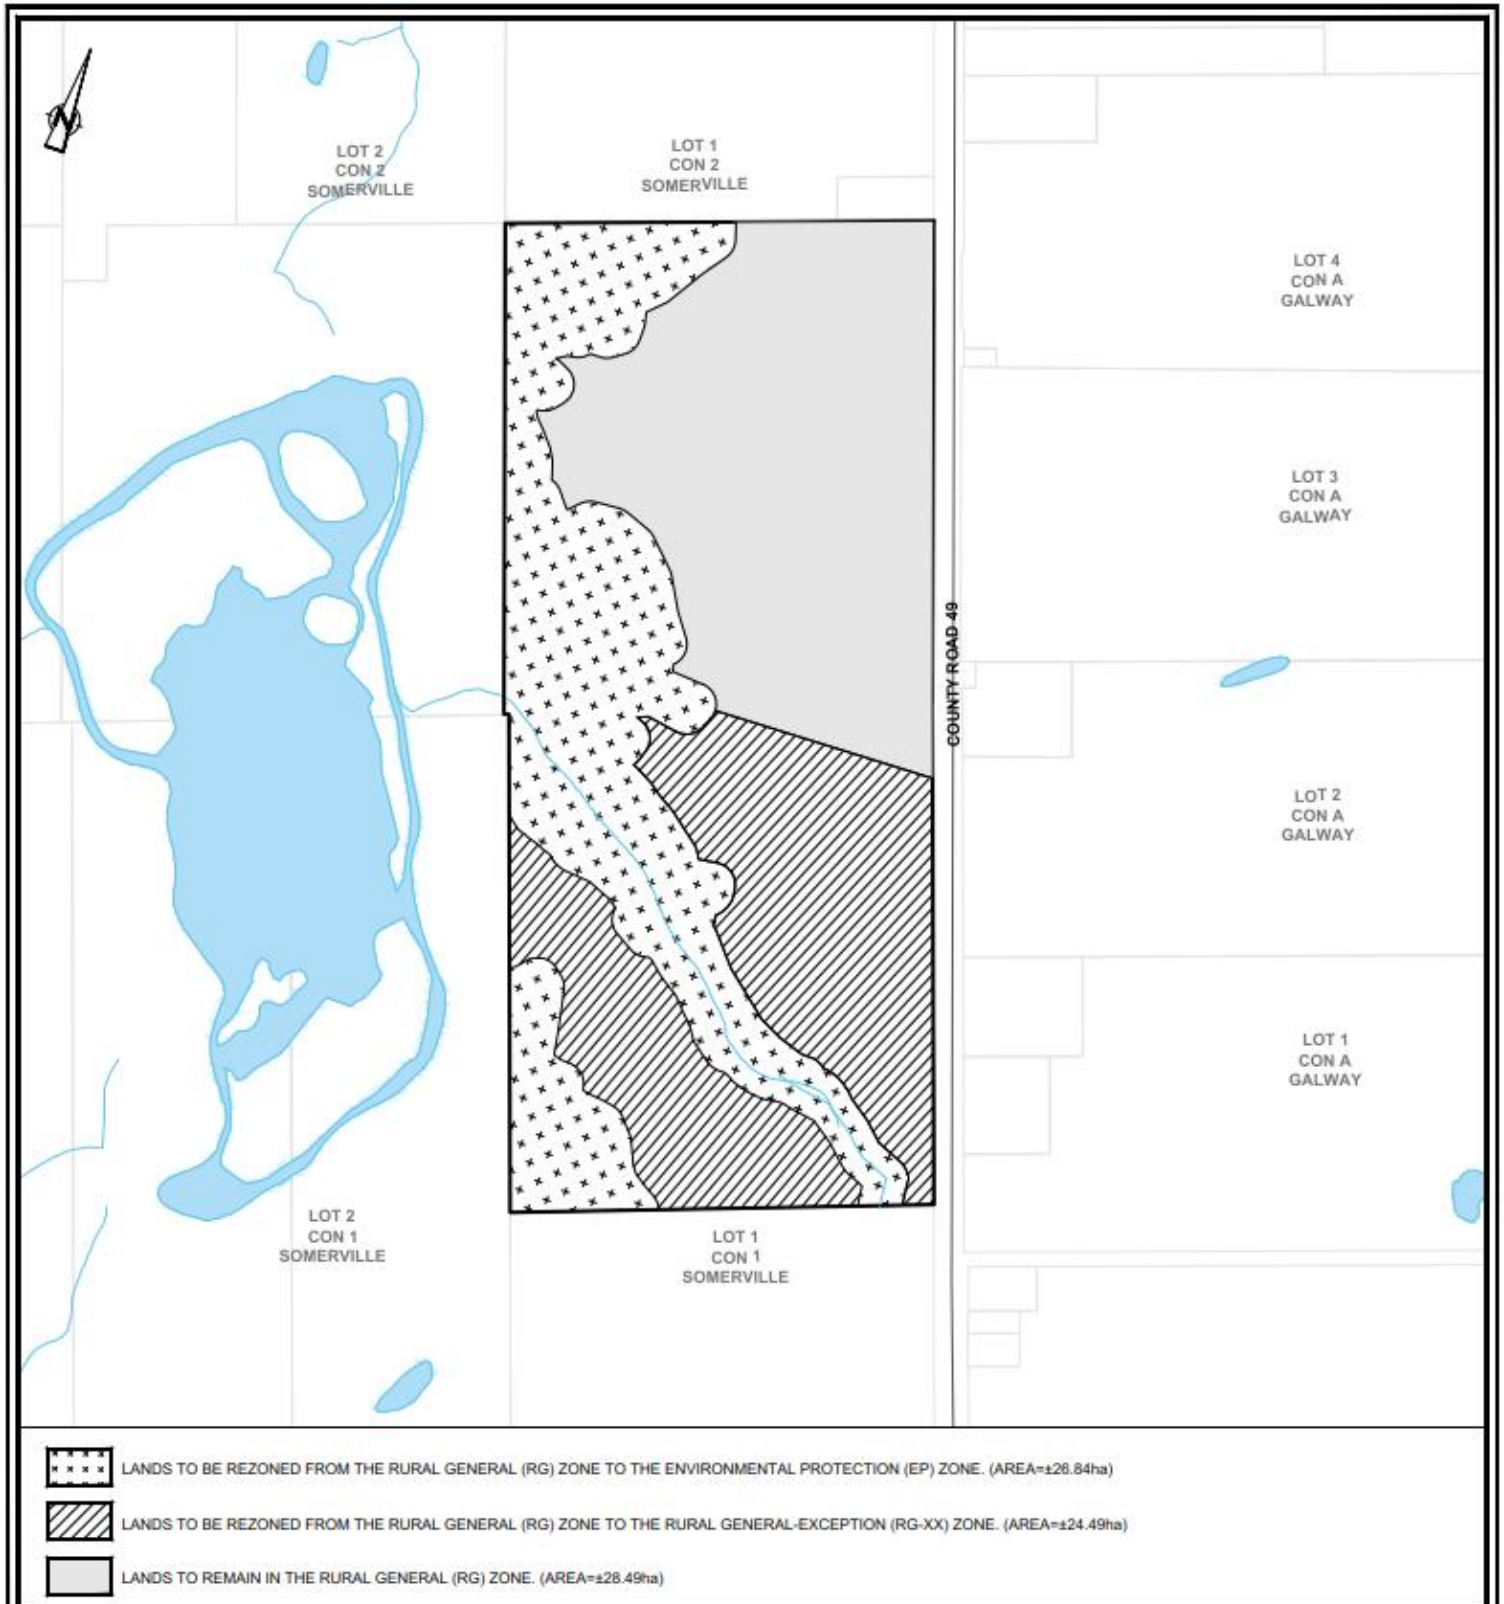 N
LOT 2
CON 2
SOMERVILLE
LOT 1
CON 2
SOMERVILLE
LOT 4
CON A
GALWAY
LOT 3
CON A
GALWAY
COUNTY ROAD 49
LOT 2
CON A
GALWAY
LOT 1
CON A
GALWAY
LOT 2
CON 1
SOMERVILLE
LOT 1
CON 1
SOMERVILLE
LANDS TO BE REZONED FROM THE RURAL GENERAL (RG) ZONE TO THE ENVIRONMENTAL PROTECTION (EP) ZONE. (AREA=±26.84ha)
LANDS TO BE REZONED FROM THE RURAL GENERAL (RG) ZONE TO THE RURAL GENERAL-EXCEPTION (RG-XX) ZONE. (AREA=±24.49ha)
LANDS TO REMAIN IN THE RURAL GENERAL (RG) ZONE. (AREA=±28.49ha)